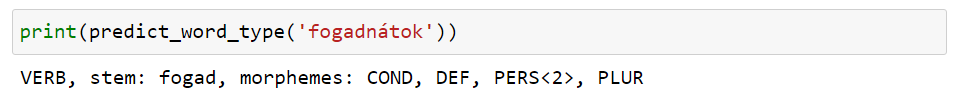 print(predict_word_type('fogadnátok'))
VERB, stem: fogad, morphemes: COND, DEF, PERS<2>, PLUR